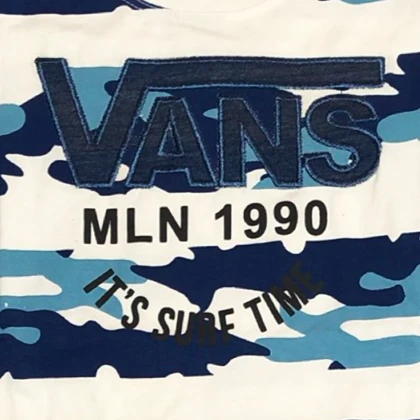 VANS
MLN 1990
IT'S SURF TIME